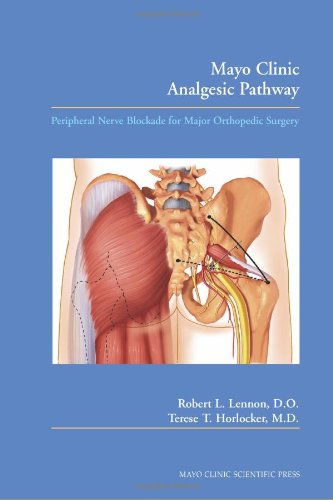 Mayo Clinic
Analgesic Pathway
Peripheral Nerve Blockade for Major Orthopedic Surgery
Robert L. Lennon, D.O.
Terese T. Horlocker, M.D.
MAYO CLINIC SCIENTIFIC PRESS